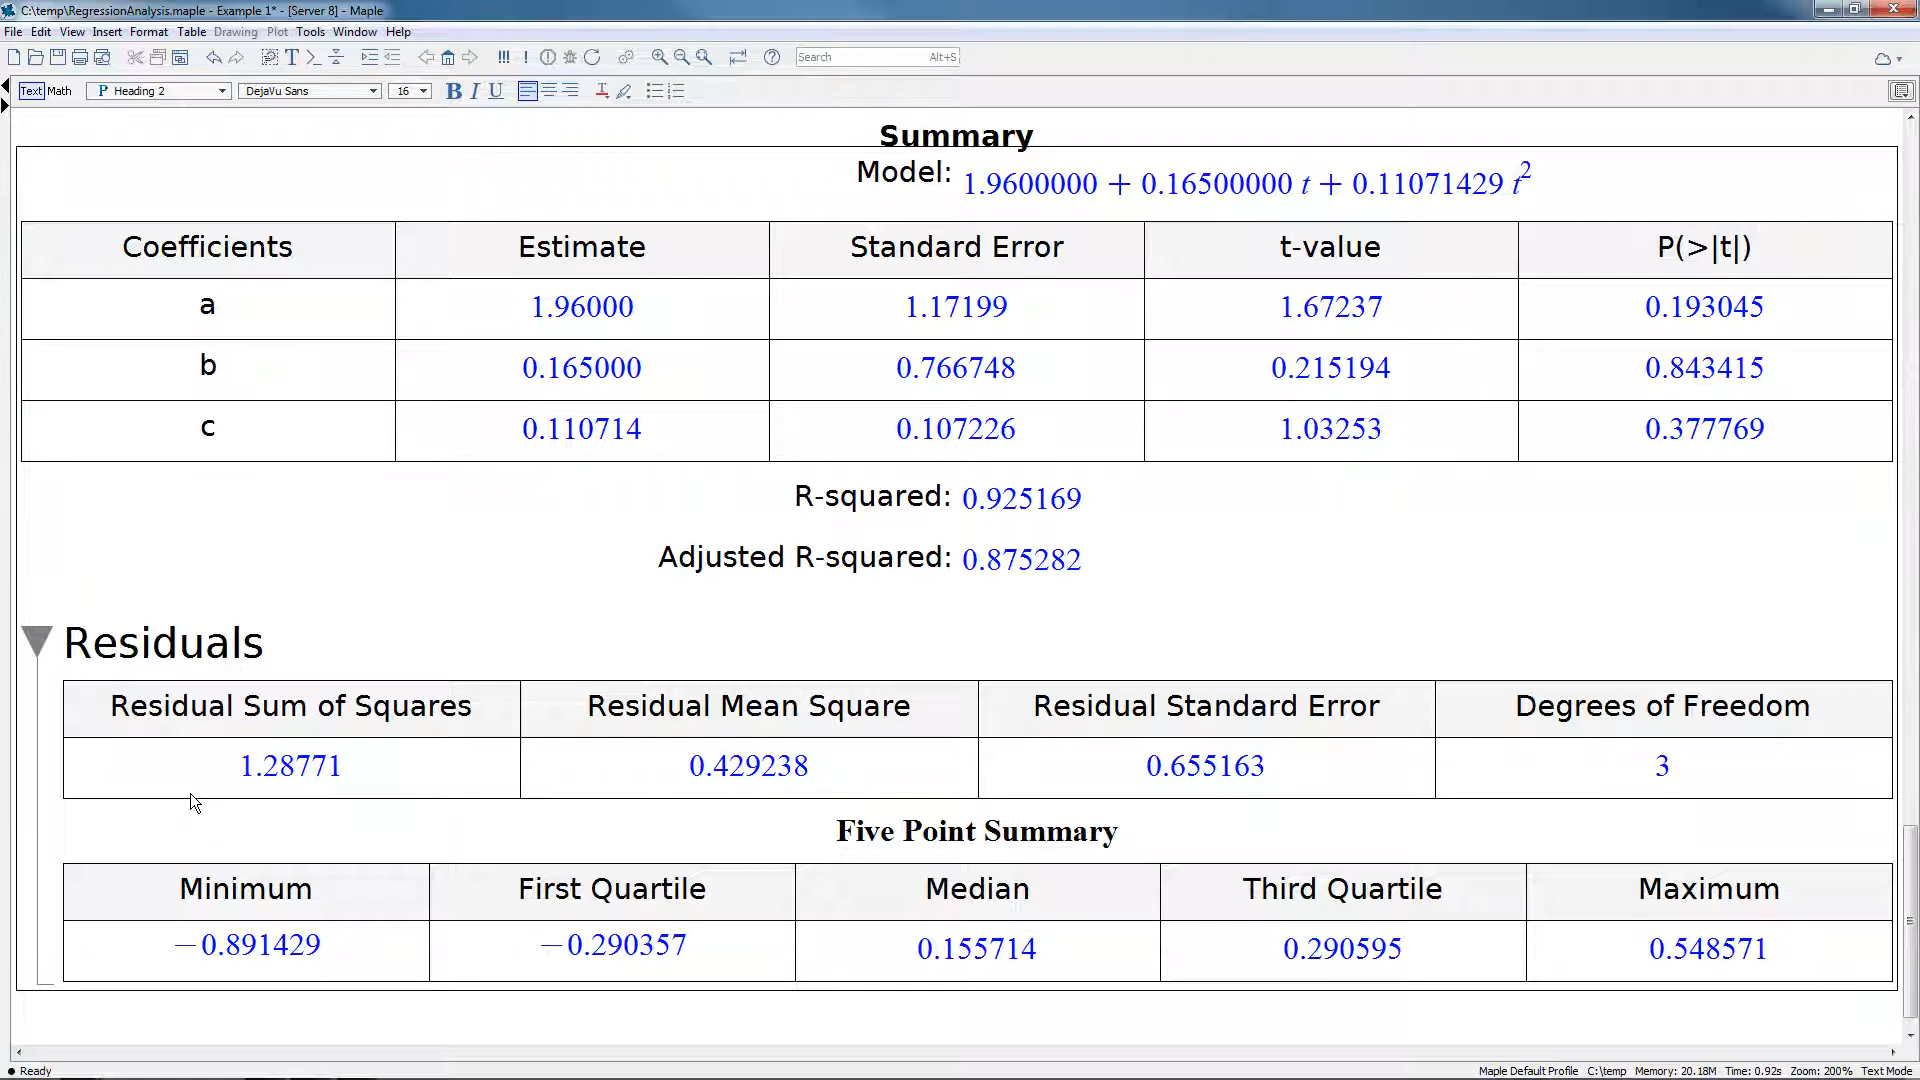 C:\temp\RegressionAnalysis.maple - Example 1* - [Server 8] - Maple
File Edit View Insert Format Table Drawing Plot Tools Window Help
Search Alt+S
Text Math P Heading 2 DejaVu Sans 16 B I U
Summary
Model: 1.9600000 + 0.16500000 t + 0.11071429 t²
Coefficients Estimate Standard Error t-value P(>|t|)
a 1.96000 1.17199 1.67237 0.193045
b 0.165000 0.766748 0.215194 0.843415
c 0.110714 0.107226 1.03253 0.377769
R-squared: 0.925169
Adjusted R-squared: 0.875282
Residuals
Residual Sum of Squares Residual Mean Square Residual Standard Error Degrees of Freedom
1.28771 0.429238 0.655163 3
Five Point Summary
Minimum First Quartile Median Third Quartile Maximum
−0.891429 −0.290357 0.155714 0.290595 0.548571
Ready Maple Default Profile C:\temp Memory: 20.18M Time: 0.92s Zoom: 200% Text Mode